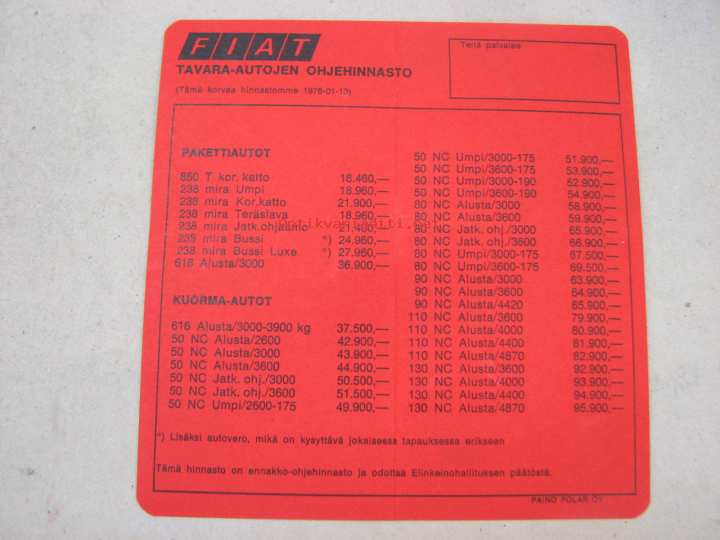 FIAT
TAVARA-AUTOJEN OHJEHINNASTO
(Tämä korvaa hinnastomme 1976-01-10)
Teitä palvelee
PAKETTIAUTOT
850 T kor. katto 18.460,—
238 mira Umpi 18.960,—
238 mira Kor.katto 21.900,—
238 mira Teräslava 18.960,—
238 mira Jatk.ohjaamo 21.400,—
238 mira Bussi *) 24.960,—
238 mira Bussi Luxe *) 27.960,—
616 Alusta/3000 36.900,—
KUORMA-AUTOT
616 Alusta/3000-3900 kg 37.500,—
50 NC Alusta/2600 42.900,—
50 NC Alusta/3000 43.900,—
50 NC Alusta/3600 44.900,—
50 NC Jatk. ohj./3000 50.500,—
50 NC Jatk. ohj./3600 51.500,—
50 NC Umpi/2600-175 49.900,—
50 NC Umpi/3000-175 51.900,—
50 NC Umpi/3600-175 53.900,—
50 NC Umpi/3000-190 52.900,—
50 NC Umpi/3600-190 54.900,—
80 NC Alusta/3000 58.900,—
80 NC Alusta/3600 59.900,—
80 NC Jatk. ohj./3000 65.900,—
80 NC Jatk. ohj./3600 66.900,—
80 NC Umpi/3000-175 67.500,—
80 NC Umpi/3600-175 69.500,—
90 NC Alusta/3000 63.900,—
90 NC Alusta/3600 64.900,—
90 NC Alusta/4420 65.900,—
110 NC Alusta/3600 79.900,—
110 NC Alusta/4000 80.900,—
110 NC Alusta/4400 81.900,—
110 NC Alusta/4870 82.900,—
130 NC Alusta/3600 92.900,—
130 NC Alusta/4000 93.900,—
130 NC Alusta/4400 94.900,—
130 NC Alusta/4870 95.900,—
*) Lisäksi autovero, mikä on kysyttävä jokaisessa tapauksessa erikseen
Tämä hinnasto on ennakko-ohjehinnasto ja odottaa Elinkeinohallituksen päätöstä.
PAINO POLAR OY